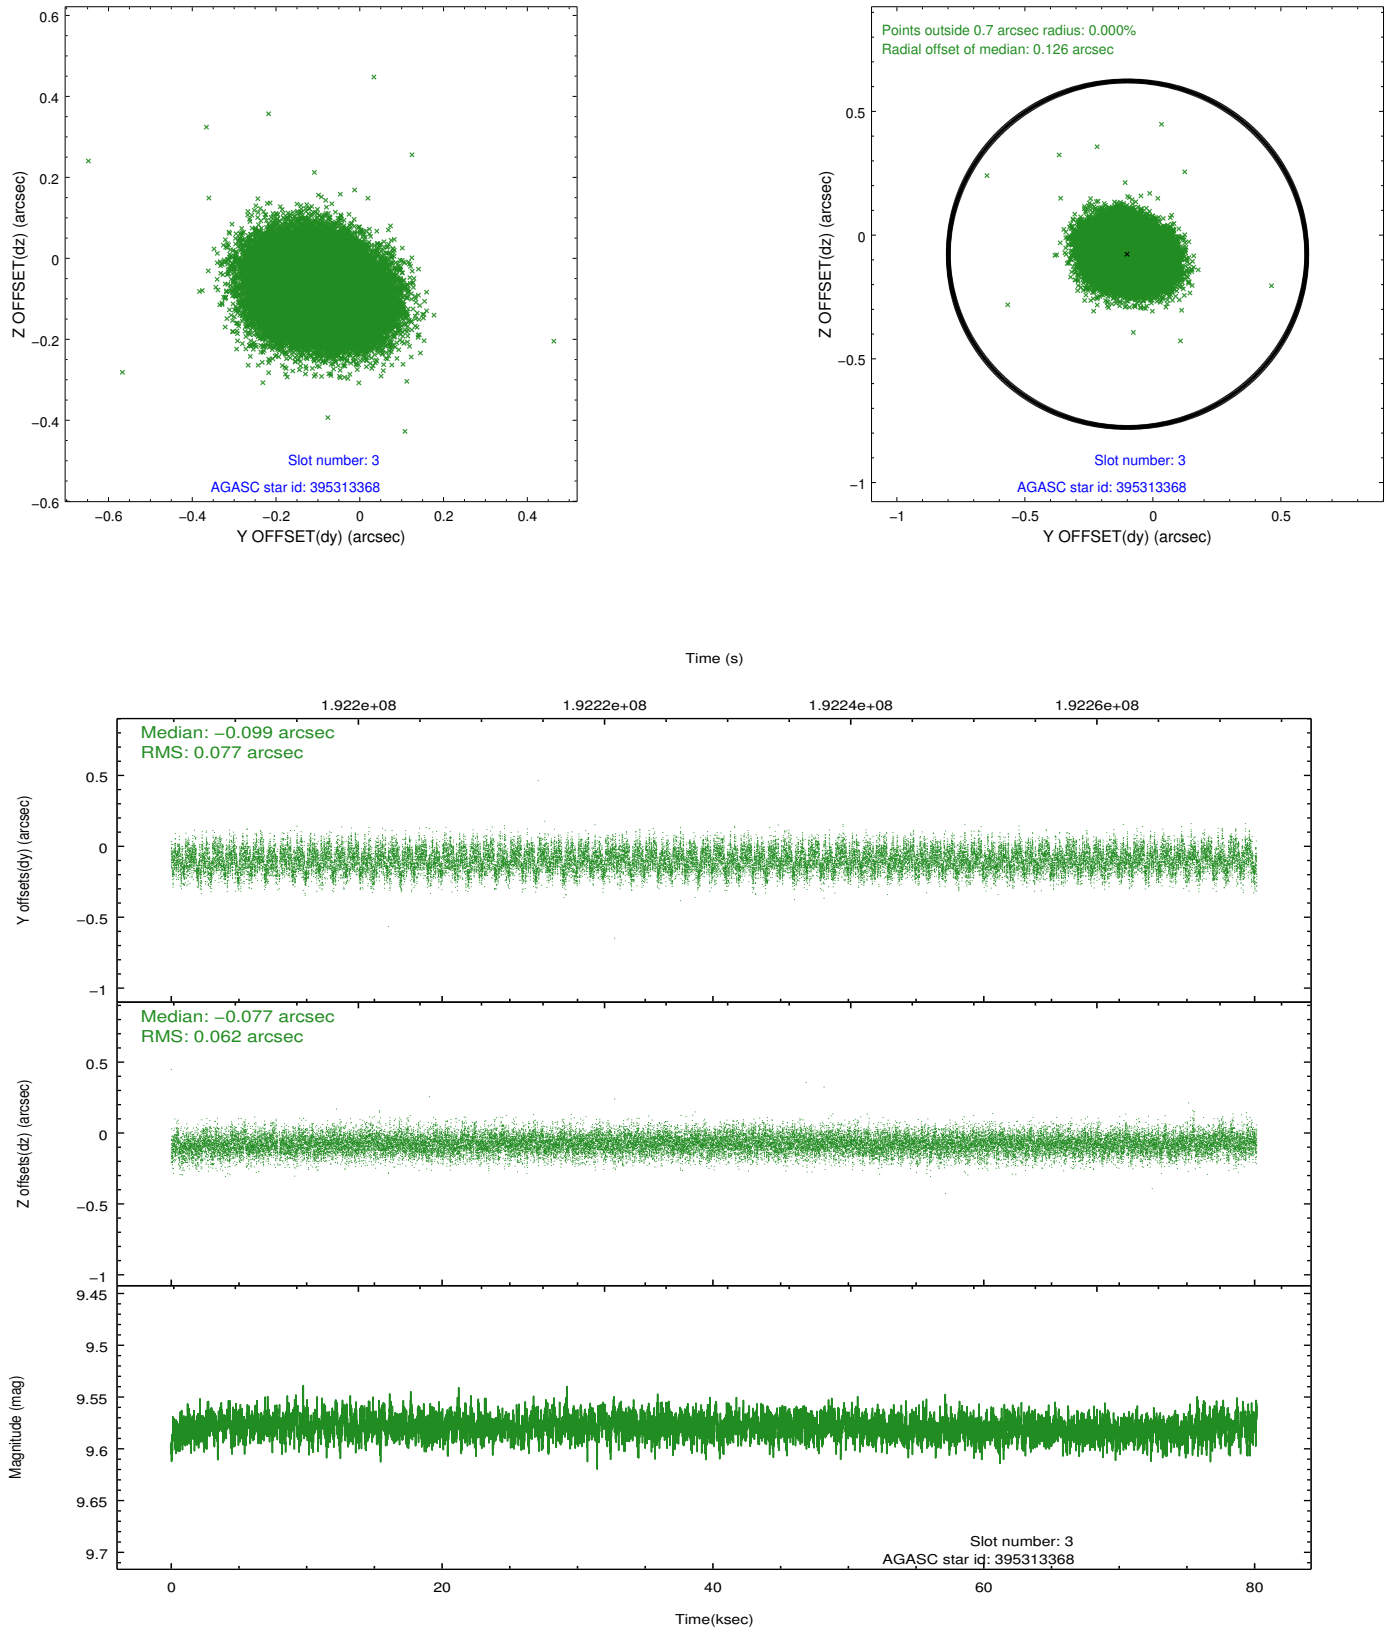 0.6
0.4
0.2
0
−0.2
−0.4
−0.6
Z OFFSET(dz) (arcsec)
Slot number: 3
AGASC star id: 395313368
−0.6 −0.4 −0.2 0 0.2 0.4
Y OFFSET(dy) (arcsec)
Points outside 0.7 arcsec radius: 0.000%
Radial offset of median: 0.126 arcsec
0.5
0
−0.5
−1
Z OFFSET(dz) (arcsec)
Slot number: 3
AGASC star id: 395313368
−1 −0.5 0 0.5
Y OFFSET(dy) (arcsec)
Time (s)
1.922e+08 1.9222e+08 1.9224e+08 1.9226e+08
Median: −0.099 arcsec
RMS: 0.077 arcsec
0.5
0
−0.5
−1
Y offsets(dy) (arcsec)
Median: −0.077 arcsec
RMS: 0.062 arcsec
0.5
0
−0.5
−1
Z offsets(dz) (arcsec)
9.45
9.5
9.55
9.6
9.65
9.7
Magnitude (mag)
Slot number: 3
AGASC star id: 395313368
0 20 40 60 80
Time(ksec)